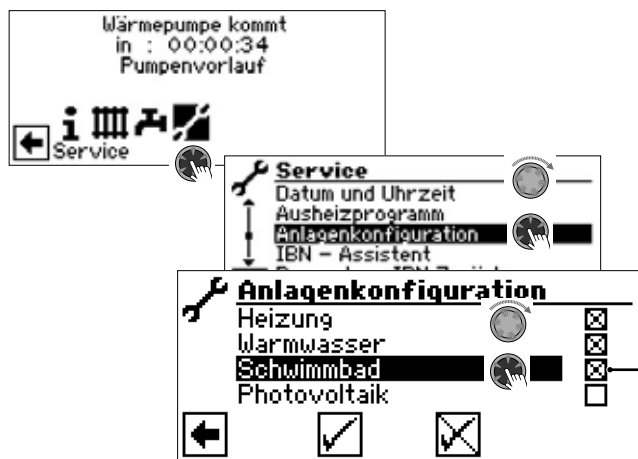 Wärmepumpe kommt
in : 00:00:34
Pumpenvorlauf
Service
Service
Datum und Uhrzeit
Ausheizprogramm
Anlagenkonfiguration
IBN - Assistent
Anlagenkonfiguration
Heizung
Warmwasser
Schwimmbad
Photovoltaik